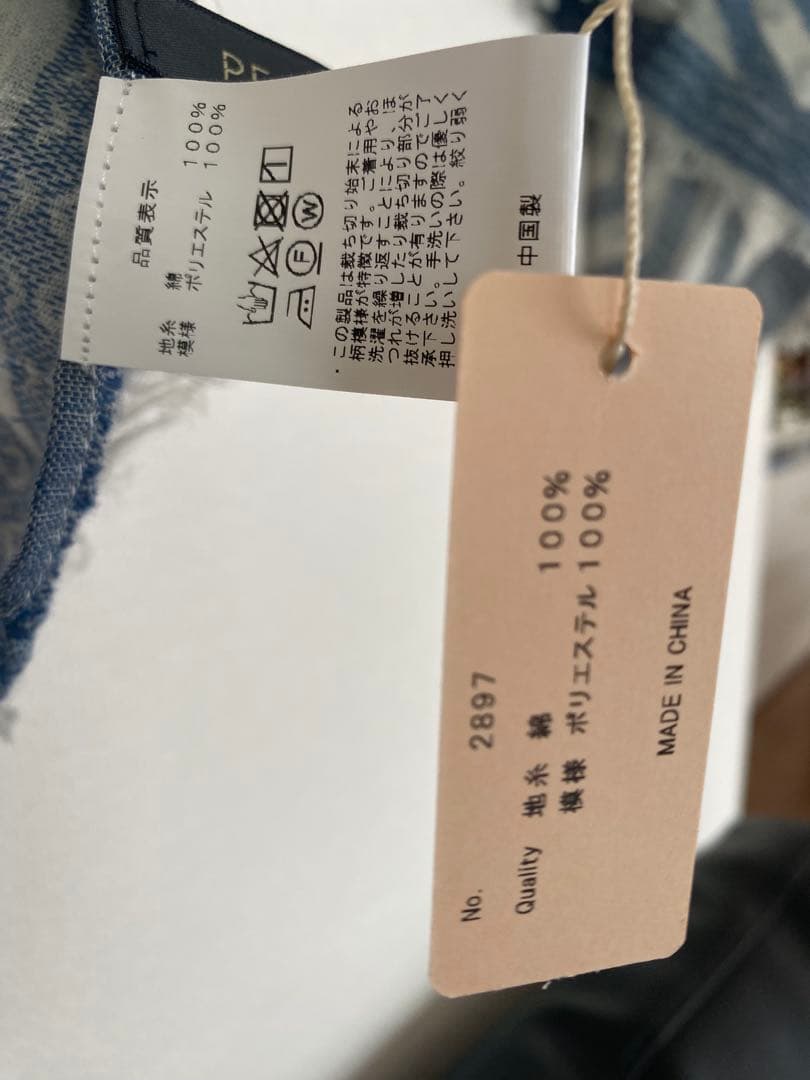 品質表示
地糸 綿 100%
模様 ポリエステル 100%
F W
・この製品は裁ち切り始末による
柄模様が特徴です。ご着用やお
洗濯を繰り返すことにより、ほ
つれが増したり裁ち切り部分が
抜けることが有りますのでご了
承下さい。手洗いの際は優しく
押し洗いして下さい。絞り弱く
中国製
No. 2897
Quality 地糸 綿 100%
模様 ポリエステル 100%
MADE IN CHINA